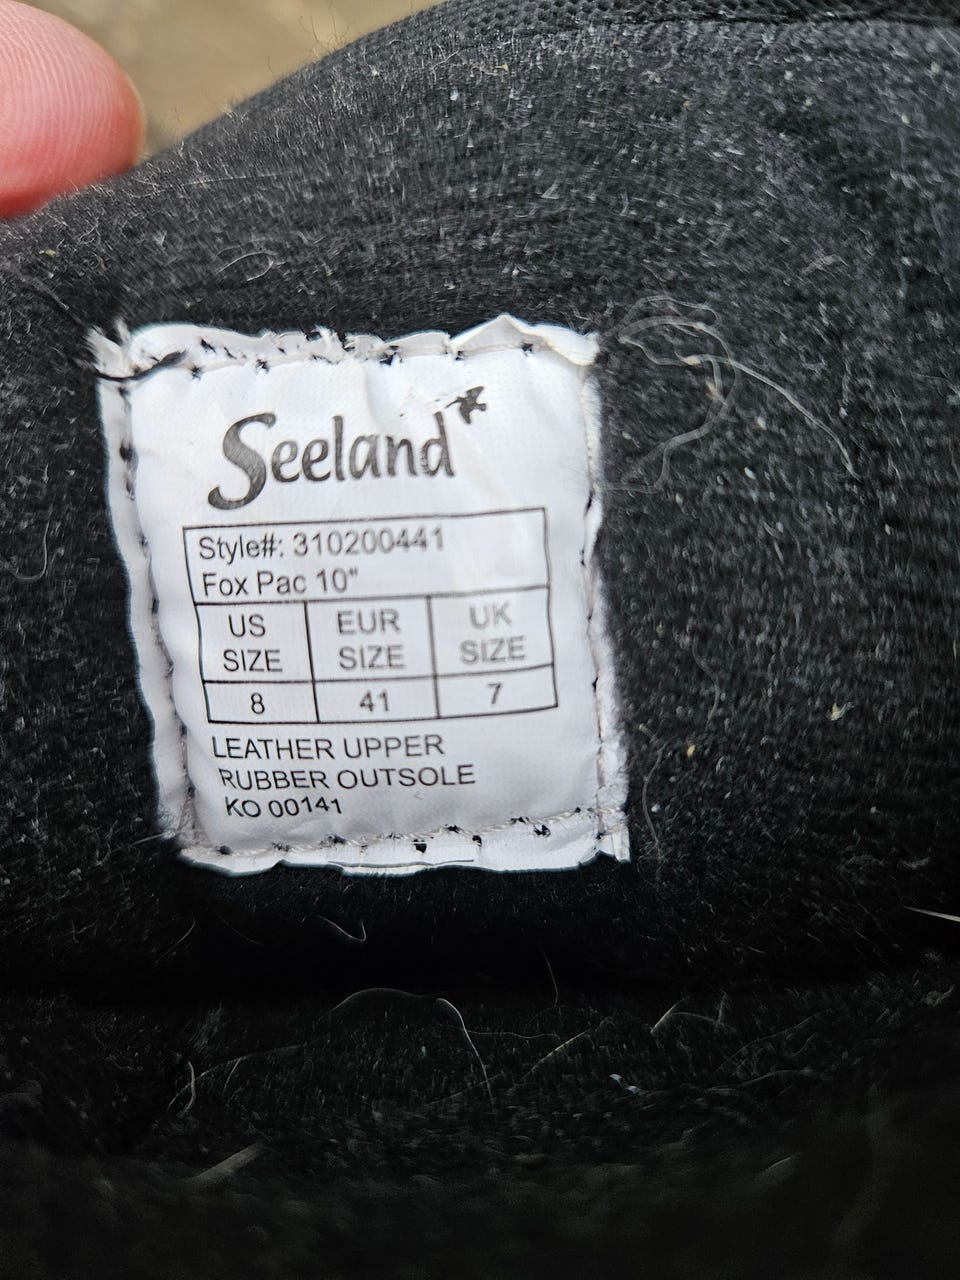 Seeland
Style#: 310200441
Fox Pac 10"
US SIZE EUR SIZE UK SIZE
8 41 7
LEATHER UPPER
RUBBER OUTSOLE
KO 00141